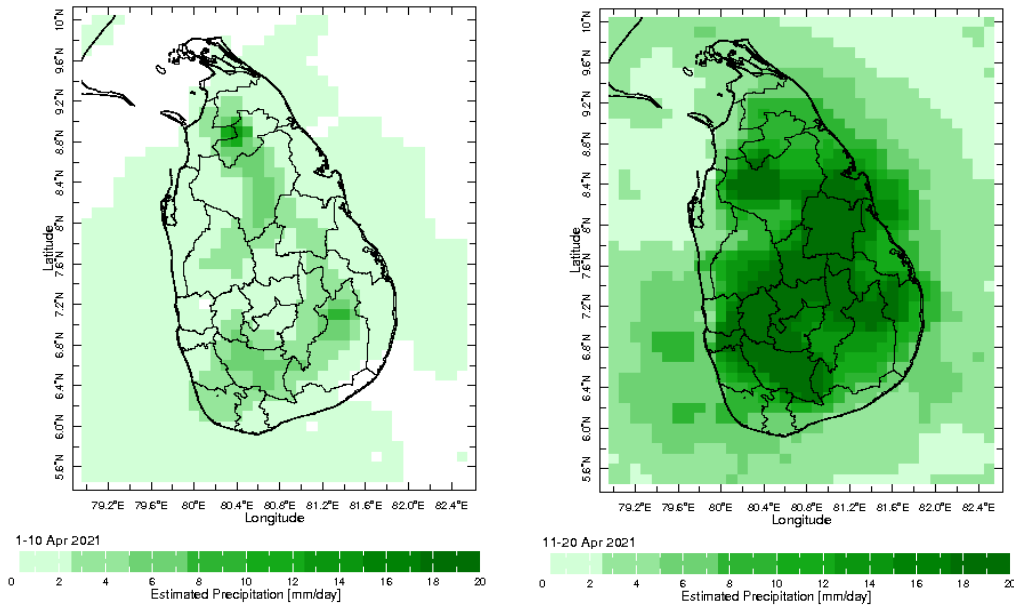 10°N
9.6°N
9.2°N
8.8°N
8.4°N
8°N
7.6°N
7.2°N
6.8°N
6.4°N
6.0°N
5.6°N
Latitude
79.2°E 79.6°E 80°E 80.4°E 80.8°E 81.2°E 81.6°E 82.0°E
Longitude
1-10 Apr 2021
0 2 4 6 8 10 12 14 16 18 20
Estimated Precipitation [mm/day]
10°N
9.6°N
9.2°N
8.8°N
8.4°N
8°N
7.6°N
7.2°N
6.8°N
6.4°N
6.0°N
5.6°N
Latitude
79.2°E 79.6°E 80°E 80.4°E 80.8°E 81.2°E 81.6°E 82.0°E
Longitude
11-20 Apr 2021
0 2 4 6 8 10 12 14 16 18 20
Estimated Precipitation [mm/day]